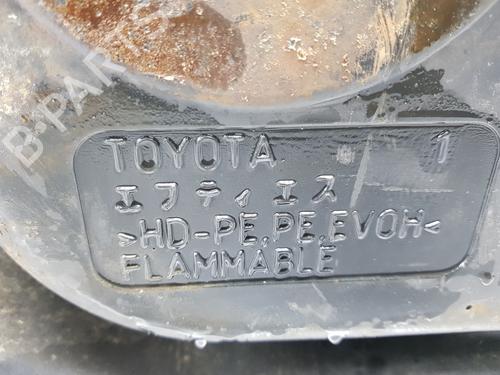 TOYOTA 1
エフティエス
>HD-PE,PE,EVOH<
FLAMMABLE